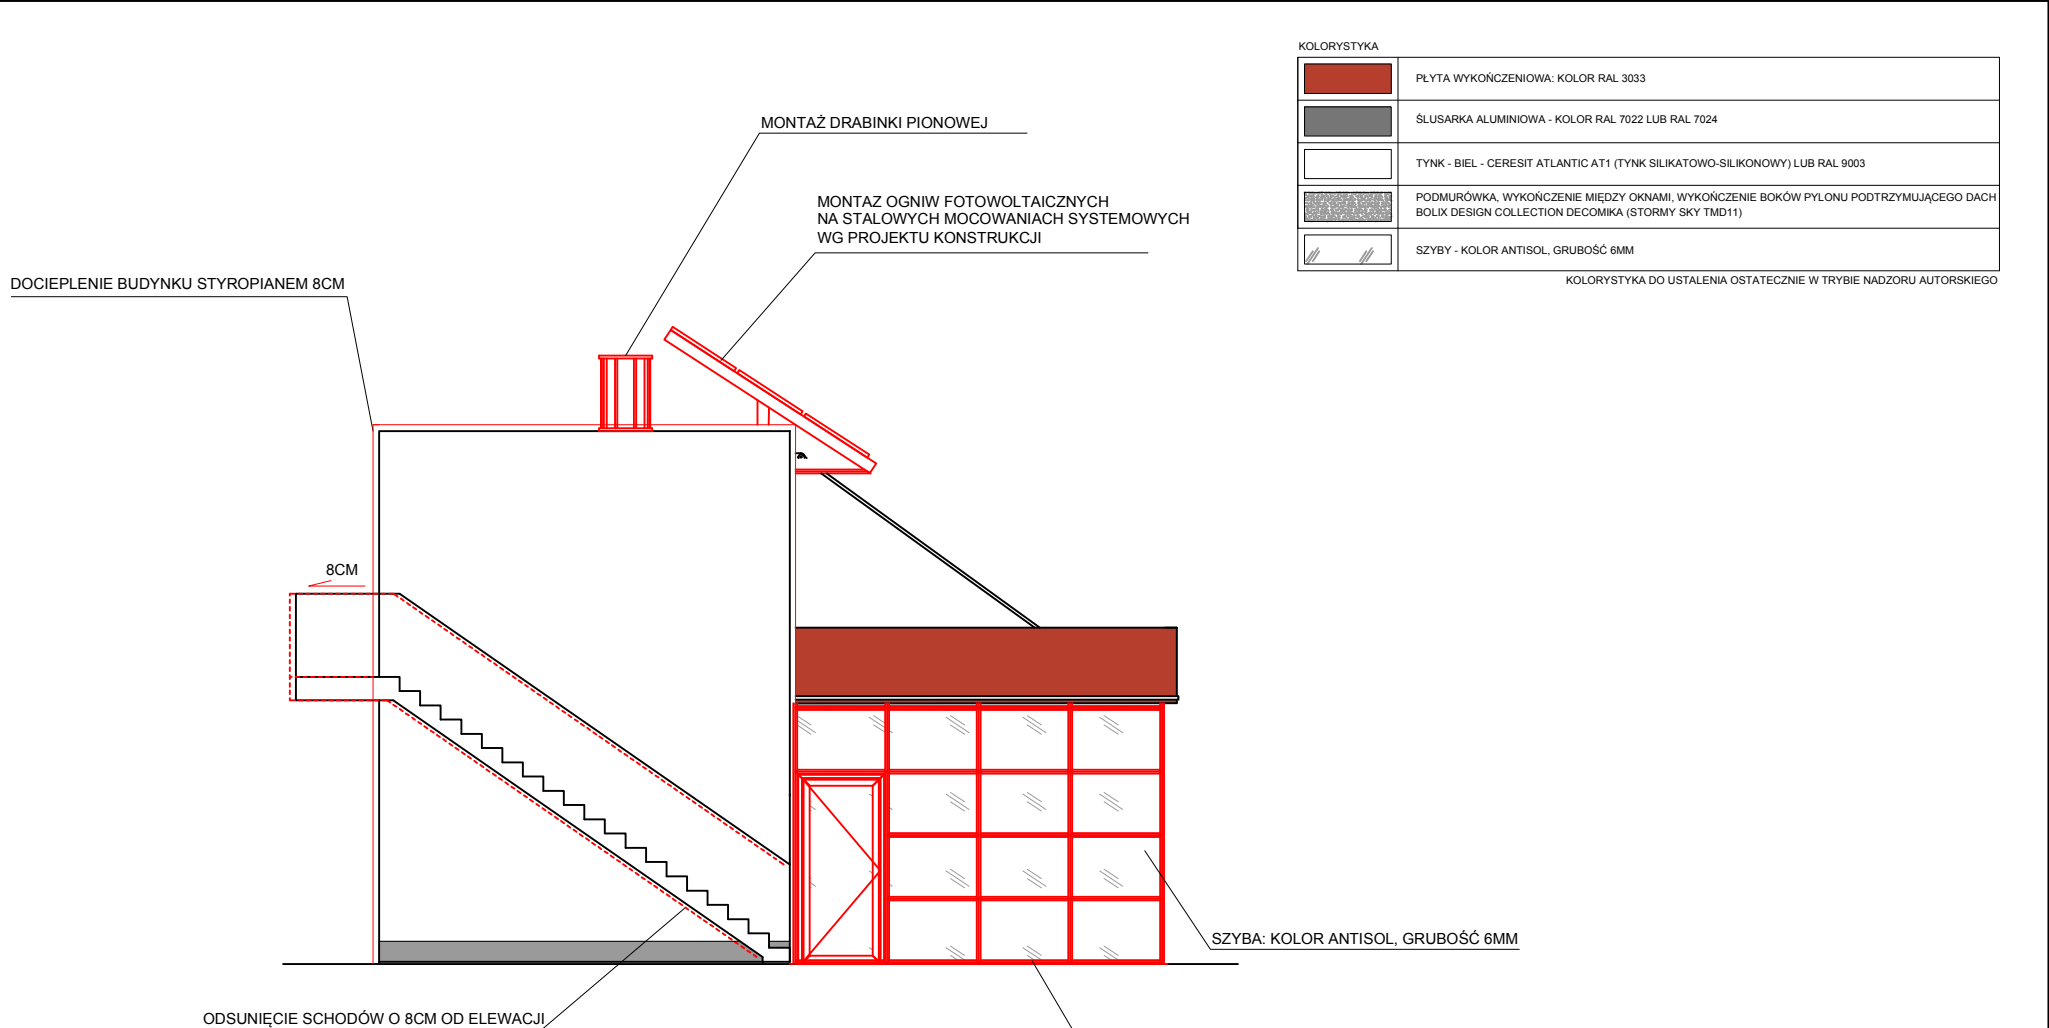 KOLORYSTYKA
PŁYTA WYKOŃCZENIOWA: KOLOR RAL 3033
ŚLUSARKA ALUMINIOWA - KOLOR RAL 7022 LUB RAL 7024
TYNK - BIEL - CERESIT ATLANTIC AT1 (TYNK SILIKATOWO-SILIKONOWY) LUB RAL 9003
PODMURÓWKA, WYKOŃCZENIE MIĘDZY OKNAMI, WYKOŃCZENIE BOKÓW PYLONU PODTRZYMUJĄCEGO DACH
BOLIX DESIGN COLLECTION DECOMIKA (STORMY SKY TMD11)
SZYBY - KOLOR ANTISOL, GRUBOŚĆ 6MM
KOLORYSTYKA DO USTALENIA OSTATECZNIE W TRYBIE NADZORU AUTORSKIEGO
MONTAŻ DRABINKI PIONOWEJ
MONTAZ OGNIW FOTOWOLTAICZNYCH
NA STALOWYCH MOCOWANIACH SYSTEMOWYCH
WG PROJEKTU KONSTRUKCJI
DOCIEPLENIE BUDYNKU STYROPIANEM 8CM
8CM
SZYBA: KOLOR ANTISOL, GRUBOŚĆ 6MM
ODSUNIĘCIE SCHODÓW O 8CM OD ELEWACJI